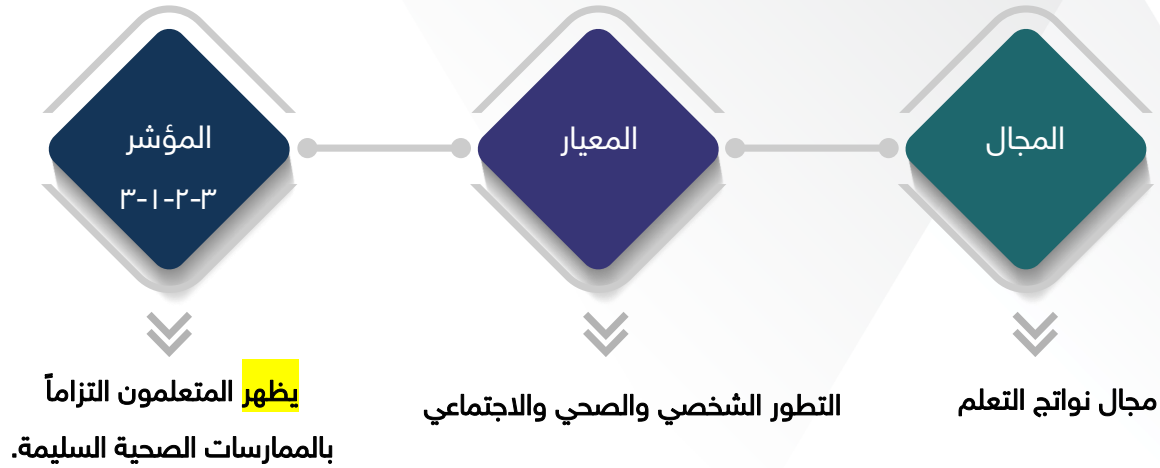 المجال
المعيار
المؤشر
٣-٢-١-٣
مجال نواتج التعلم
التطور الشخصي والصحي والاجتماعي
يظهر المتعلمون التزاماً
بالممارسات الصحية السليمة.